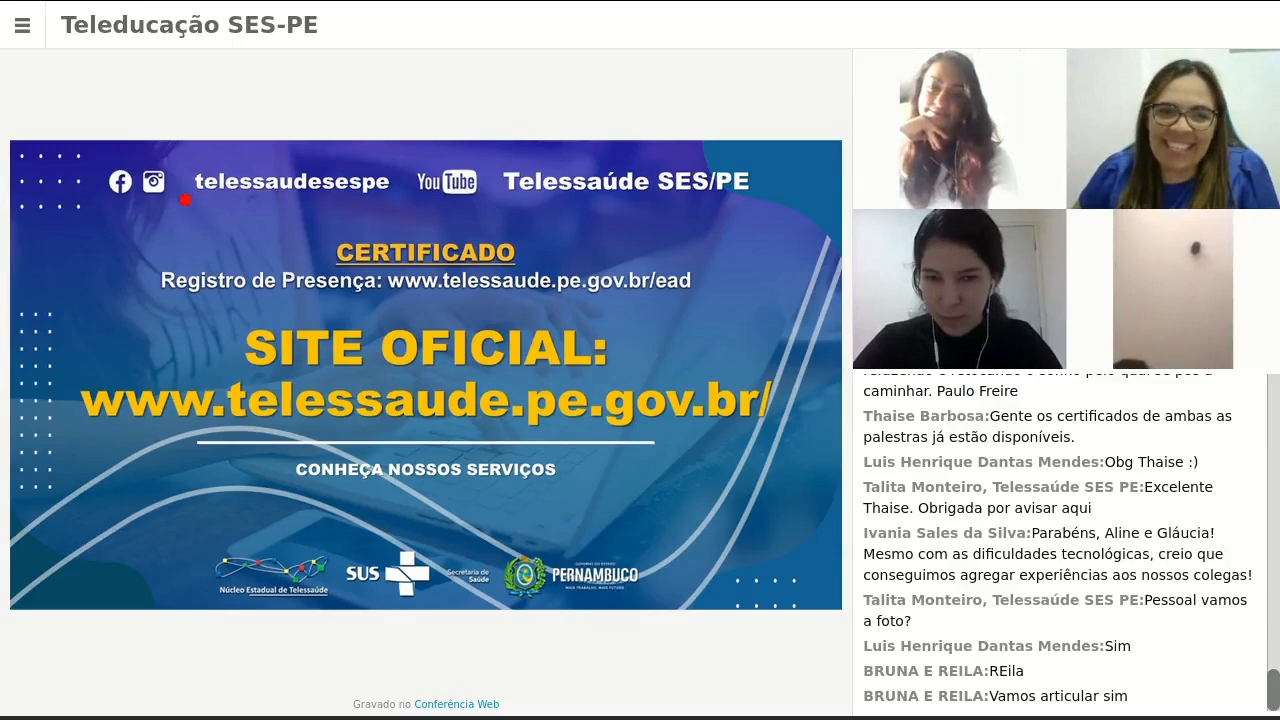 Teleducação SES-PE
telessaudesespe
You Tube
Telessaúde SES/PE
CERTIFICADO
Registro de Presença: www.telessaude.pe.gov.br/ead
SITE OFICIAL:
www.telessaude.pe.gov.br/
CONHEÇA NOSSOS SERVIÇOS
Núcleo Estadual de Telessaúde
SUS
Secretaria de
Saúde
PERNAMBUCO
Gravado no Conferência Web
caminhar. Paulo Freire
Thaise Barbosa:Gente os certificados de ambas as
palestras já estão disponíveis.
Luis Henrique Dantas Mendes:Obg Thaise :)
Talita Monteiro, Telessaúde SES PE:Excelente
Thaise. Obrigada por avisar aqui
Ivania Sales da Silva:Parabéns, Aline e Gláucia!
Mesmo com as dificuldades tecnológicas, creio que
conseguimos agregar experiências aos nossos colegas!
Talita Monteiro, Telessaúde SES PE:Pessoal vamos
a foto?
Luis Henrique Dantas Mendes:Sim
BRUNA E REILA:REila
BRUNA E REILA:Vamos articular sim